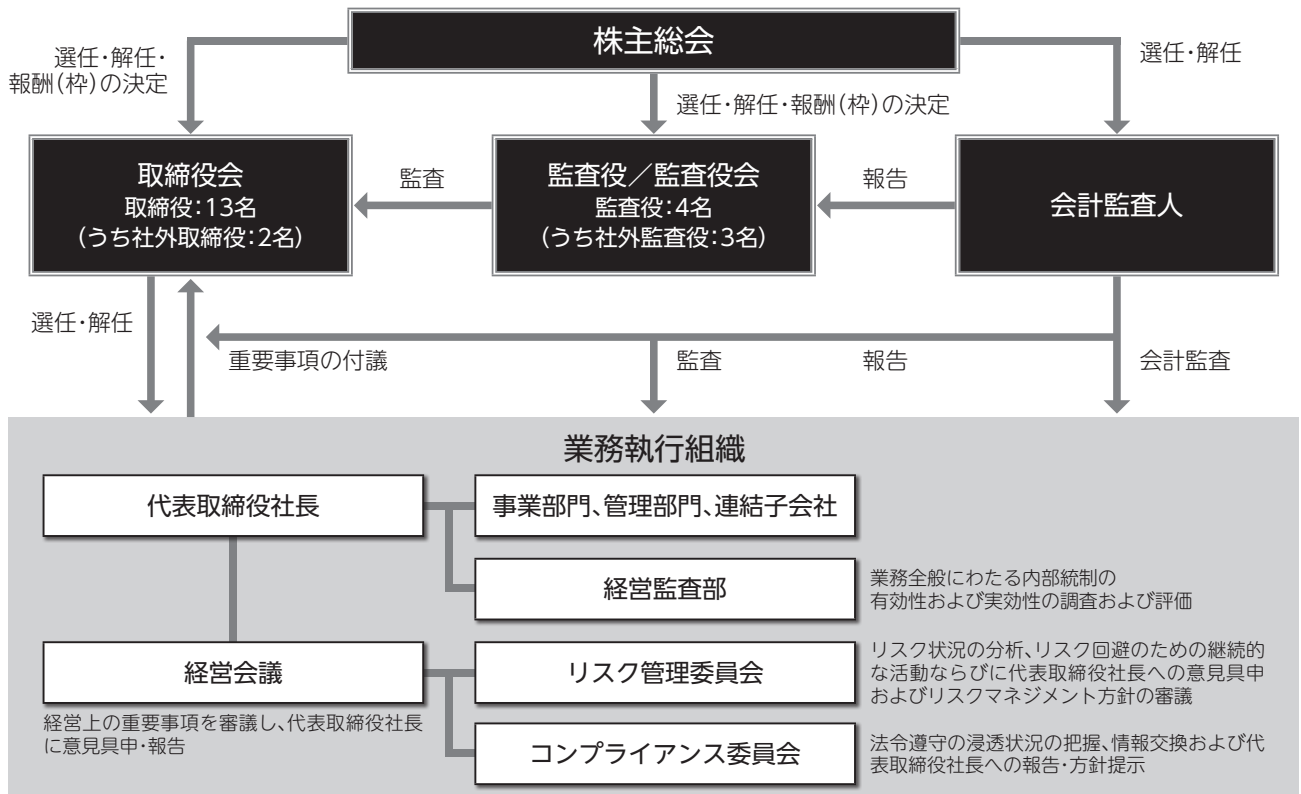 株主総会
選任・解任・
報酬(枠)の決定
選任・解任・報酬(枠)の決定
選任・解任
取締役会
取締役:13名
(うち社外取締役:2名)
監査
監査役／監査役会
監査役:4名
(うち社外監査役:3名)
報告
会計監査人
選任・解任
重要事項の付議
監査
報告
会計監査
業務執行組織
代表取締役社長
事業部門、管理部門、連結子会社
経営監査部
業務全般にわたる内部統制の
有効性および実効性の調査および評価
経営会議
経営上の重要事項を審議し、代表取締役社長
に意見具申・報告
リスク管理委員会
リスク状況の分析、リスク回避のための継続的
な活動ならびに代表取締役社長への意見具申
およびリスクマネジメント方針の審議
コンプライアンス委員会
法令遵守の浸透状況の把握、情報交換および代
表取締役社長への報告・方針提示